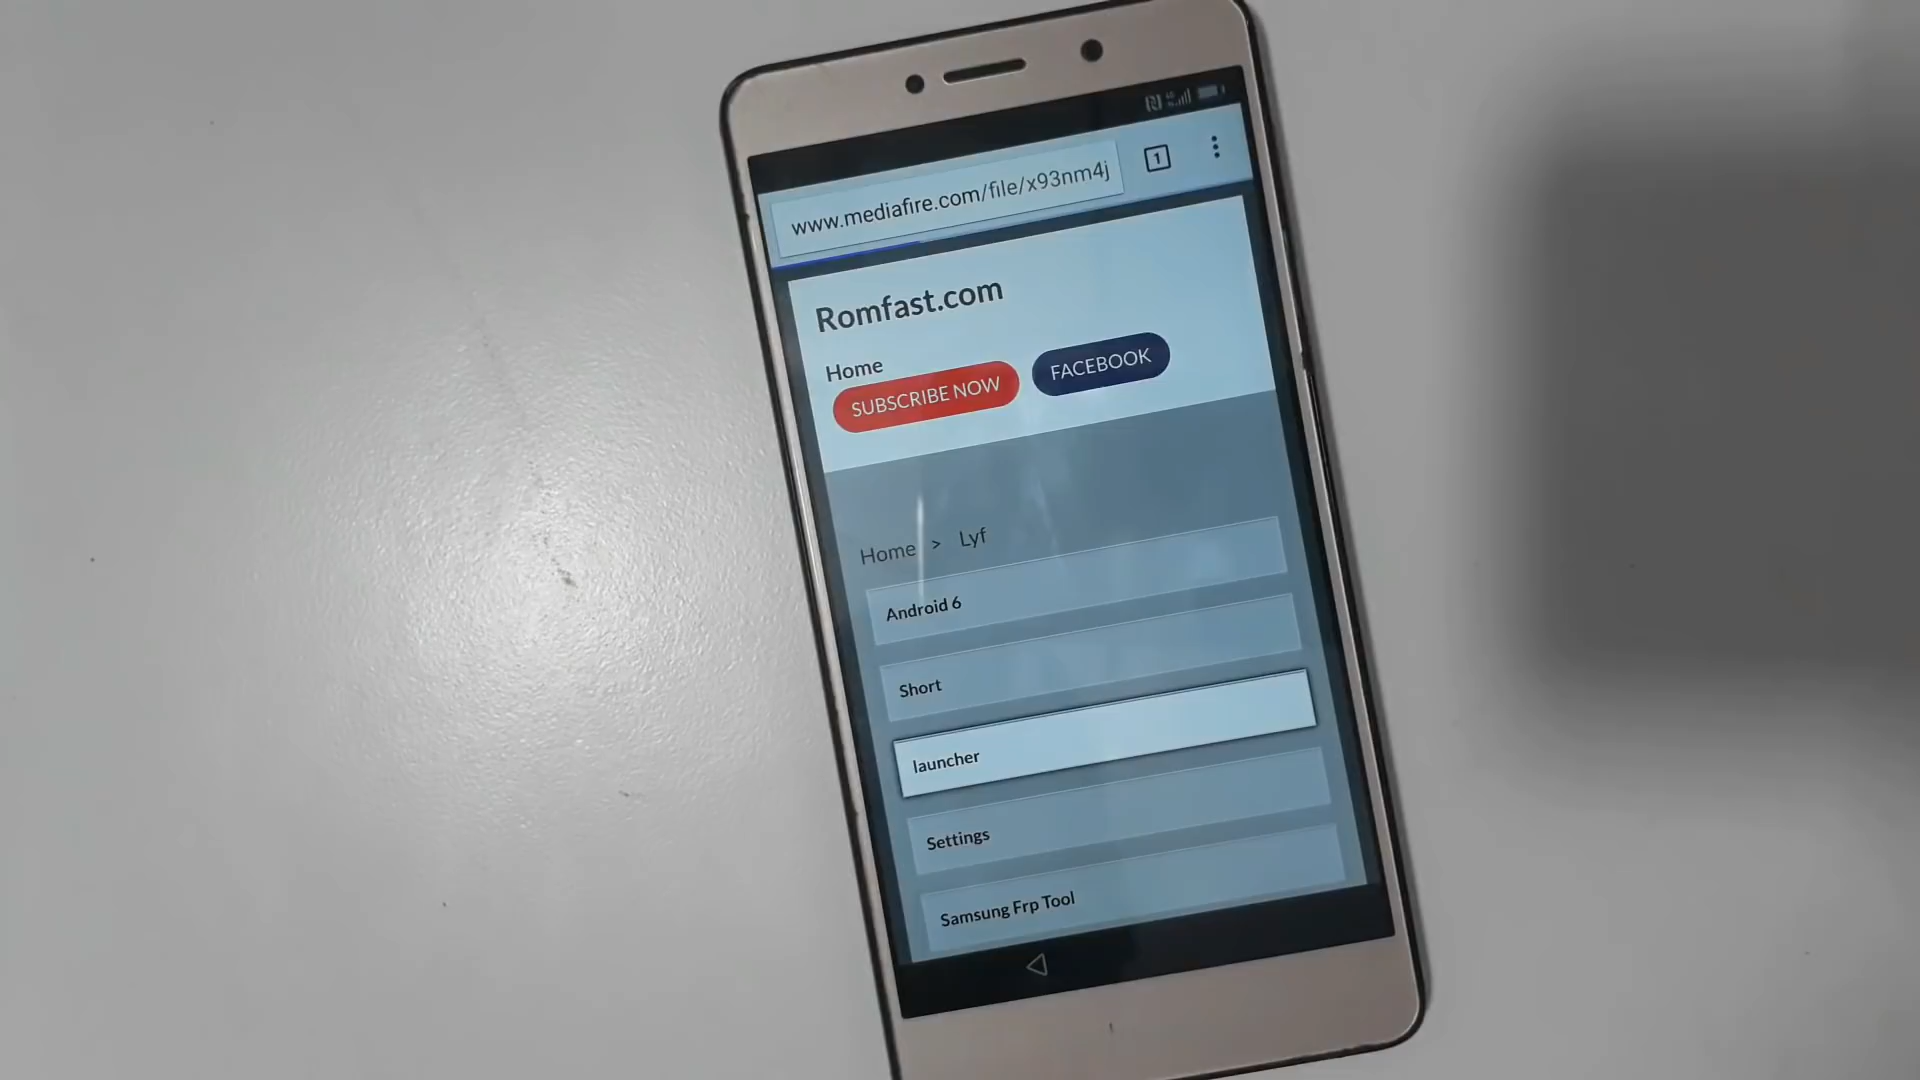 1
www.mediafire.com/file/x93nm4j
Romfast.com
Home
SUBSCRIBE NOW
FACEBOOK
Home > Lyf
Android 6
Short
launcher
Settings
Samsung Frp Tool